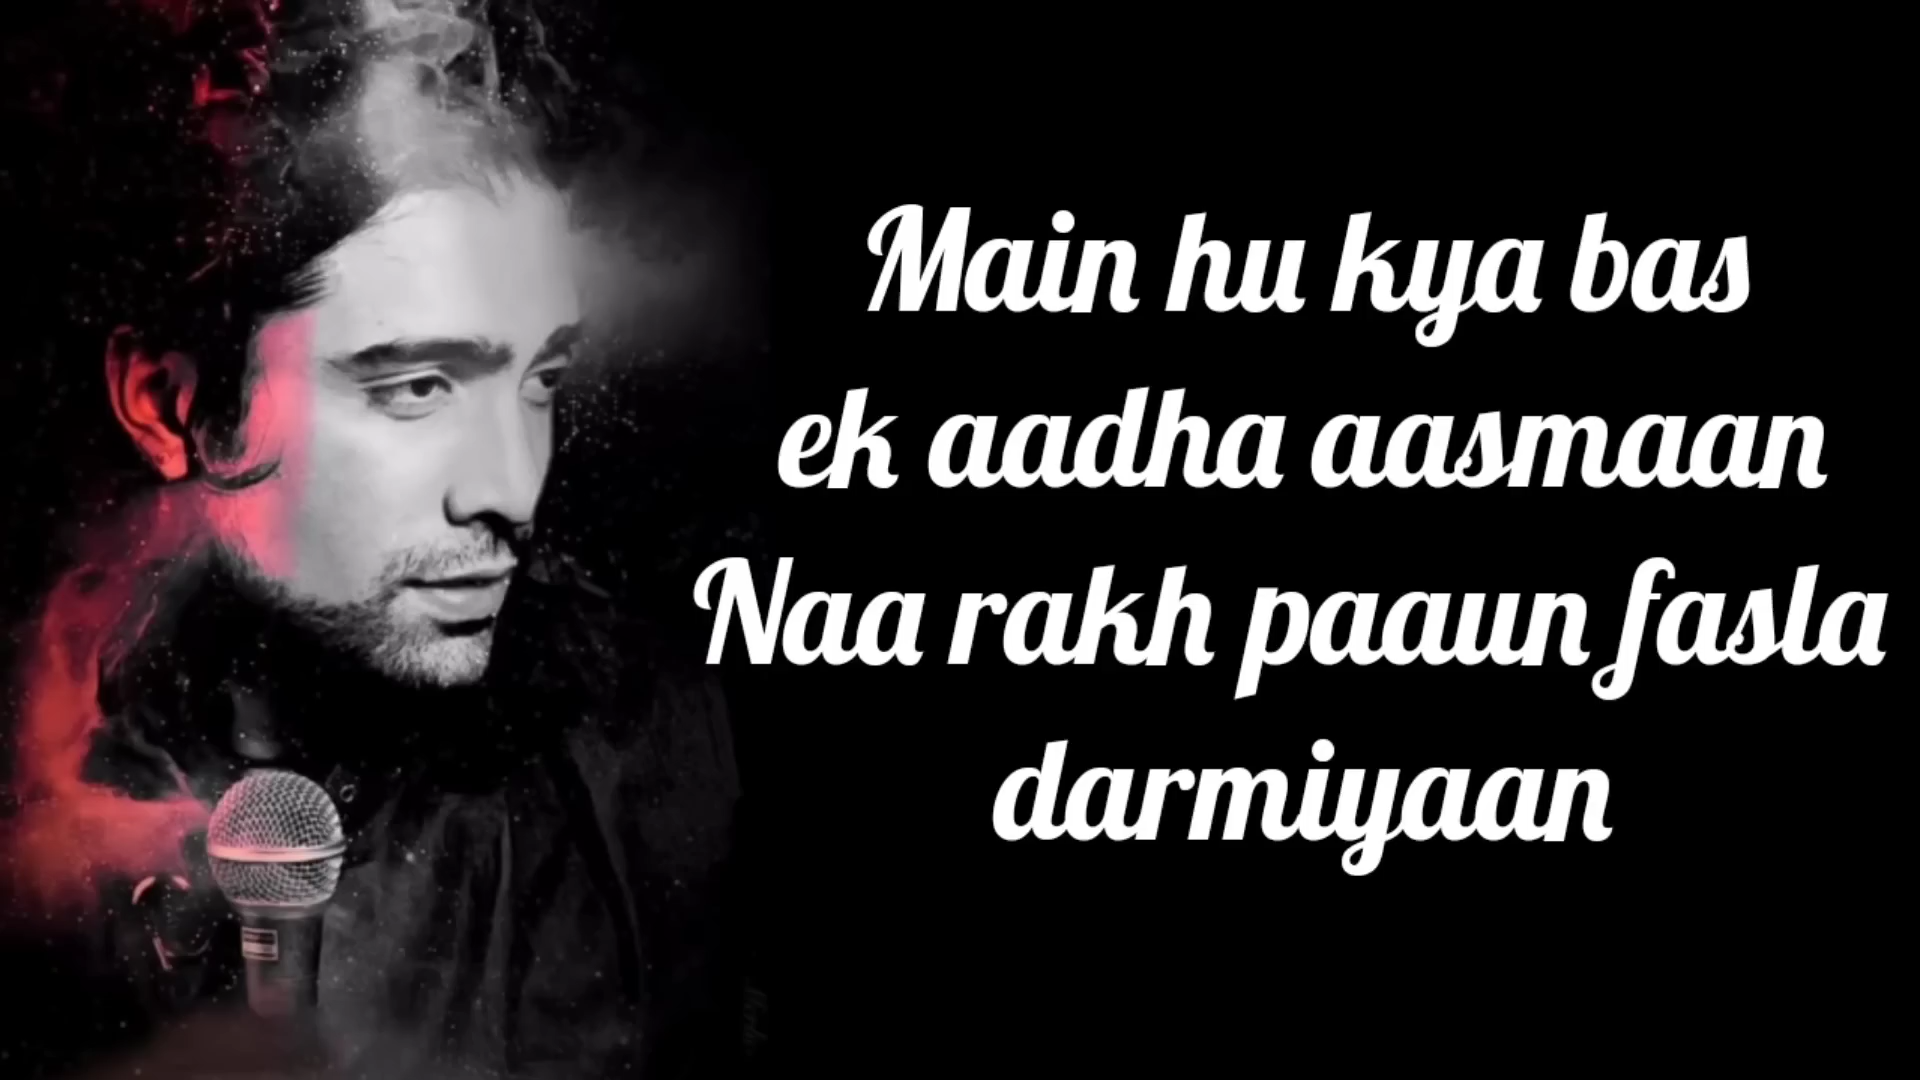 Main hu kya bas
ek aadha aasmaan
Naa rakh paaun fasla
darmiyaan